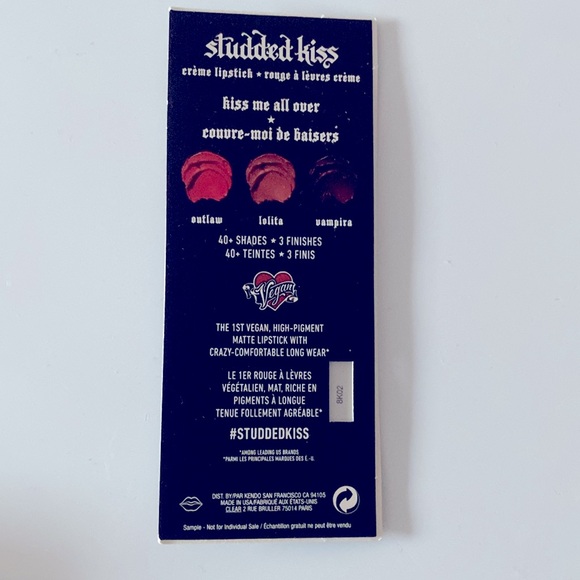 studded kiss
crème lipstick ★ rouge à lèvres crème
kiss me all over
★
couvre-moi de baisers
outlaw lolita vampira
40+ SHADES ★ 3 FINISHES
40+ TEINTES ★ 3 FINIS
Vegan
THE 1ST VEGAN, HIGH-PIGMENT
MATTE LIPSTICK WITH
CRAZY-COMFORTABLE LONG WEAR*
LE 1ER ROUGE À LÈVRES
VÉGÉTALIEN, MAT, RICHE EN
PIGMENTS À LONGUE
TENUE FOLLEMENT AGRÉABLE*
8K02
#STUDDEDKISS
*AMONG LEADING US BRANDS
*PARMI LES PRINCIPALES MARQUES DES É.-U.
DIST. BY/PAR KENDO SAN FRANCISCO CA 94105
MADE IN USA/FABRIQUÉ AUX ÉTATS-UNIS
CLEAR 2 RUE BRULLER 75014 PARIS
Sample - Not for Individual Sale / Échantillon gratuit ne peut être vendu